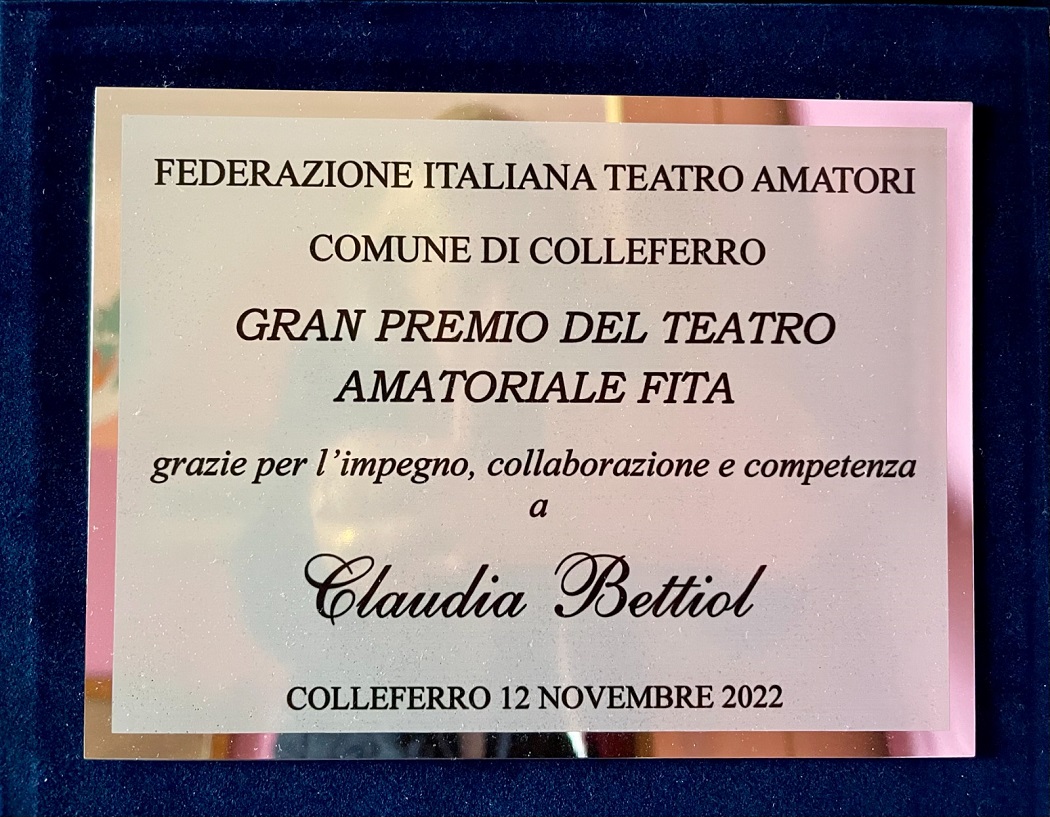 FEDERAZIONE ITALIANA TEATRO AMATORI
COMUNE DI COLLEFERRO
GRAN PREMIO DEL TEATRO
AMATORIALE FITA
grazie per l'impegno, collaborazione e competenza
a
Claudia Bettiol
COLLEFERRO 12 NOVEMBRE 2022